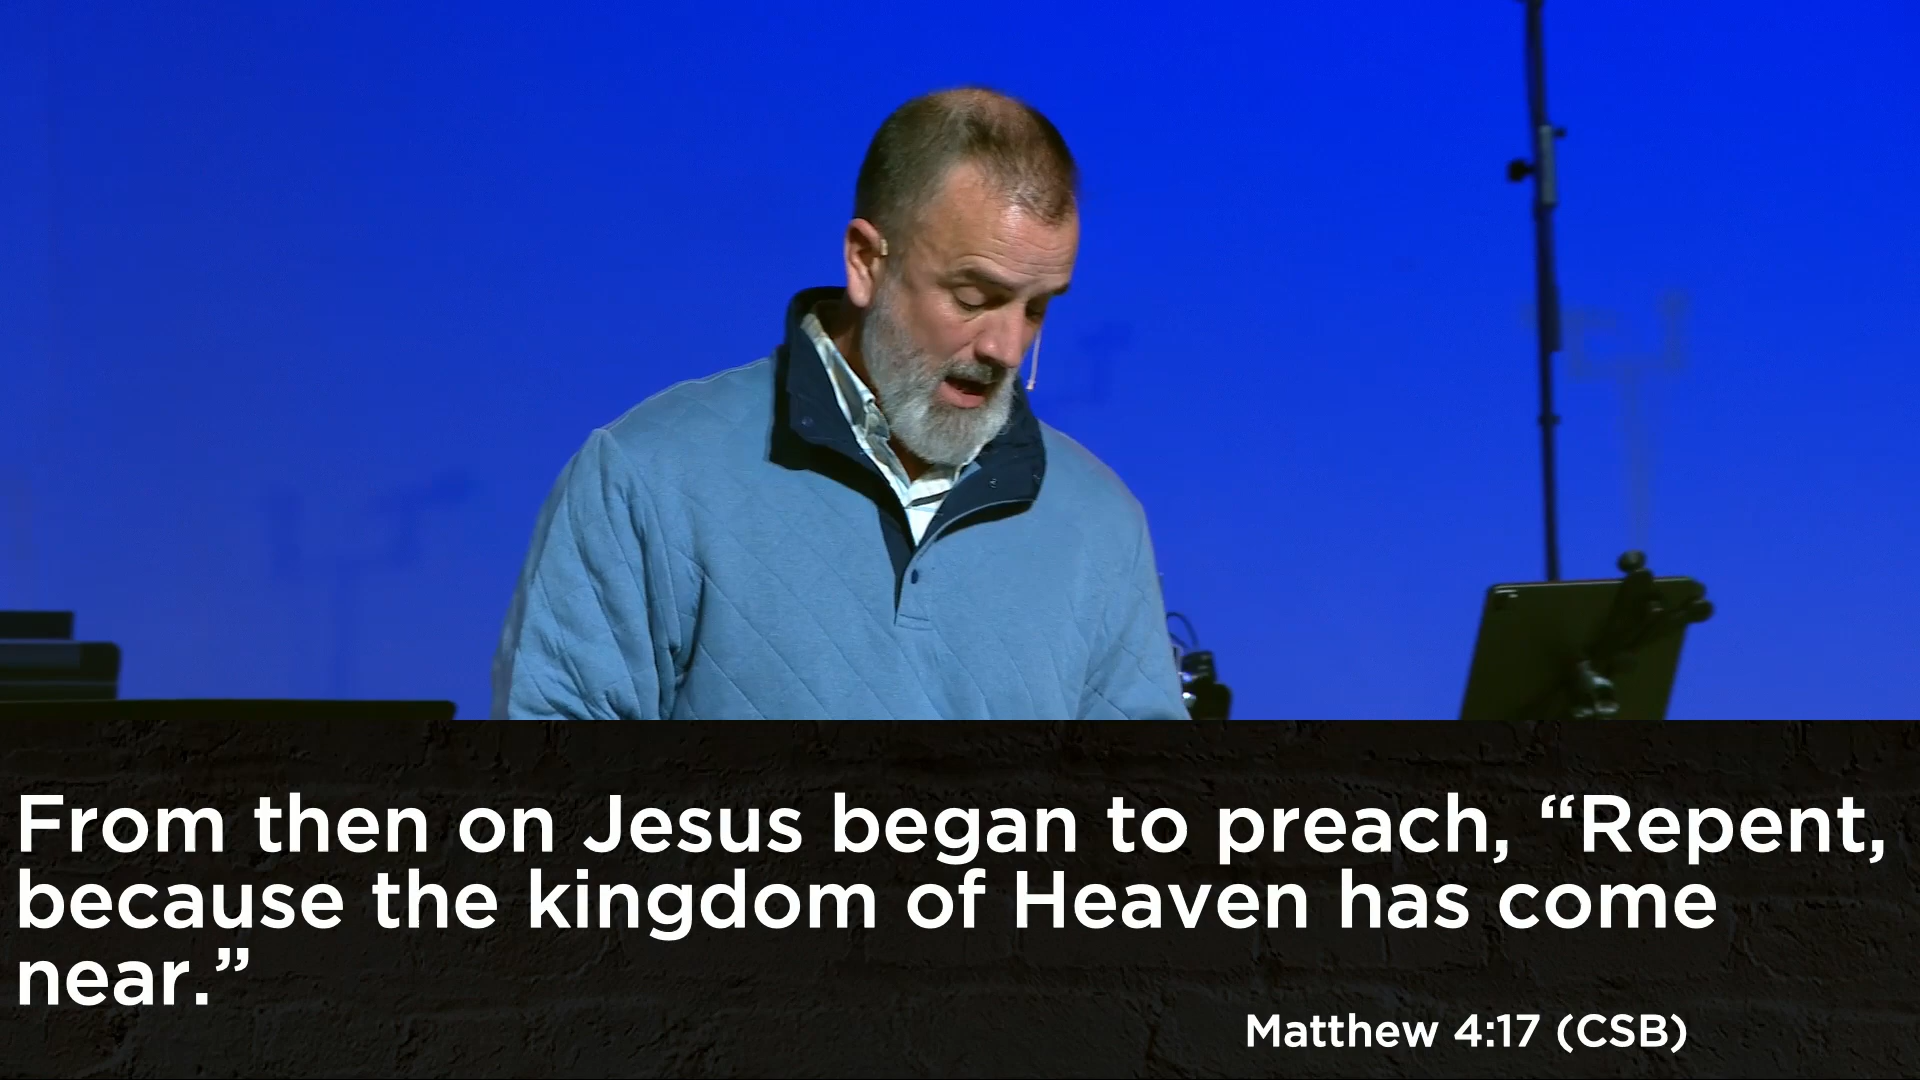 From then on Jesus began to preach, “Repent,
because the kingdom of Heaven has come
near.”
Matthew 4:17 (CSB)